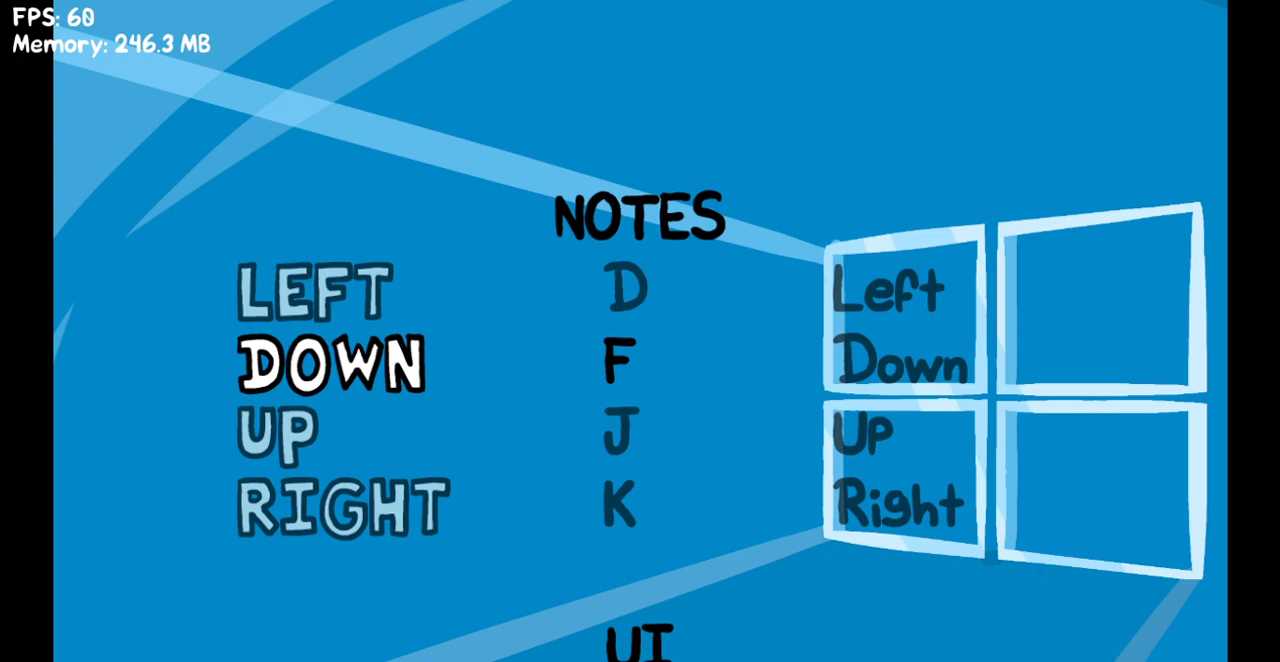 FPS: 60
Memory: 246.3 MB
NOTES
LEFT D Left
DOWN F Down
UP J Up
RIGHT K Right
UI